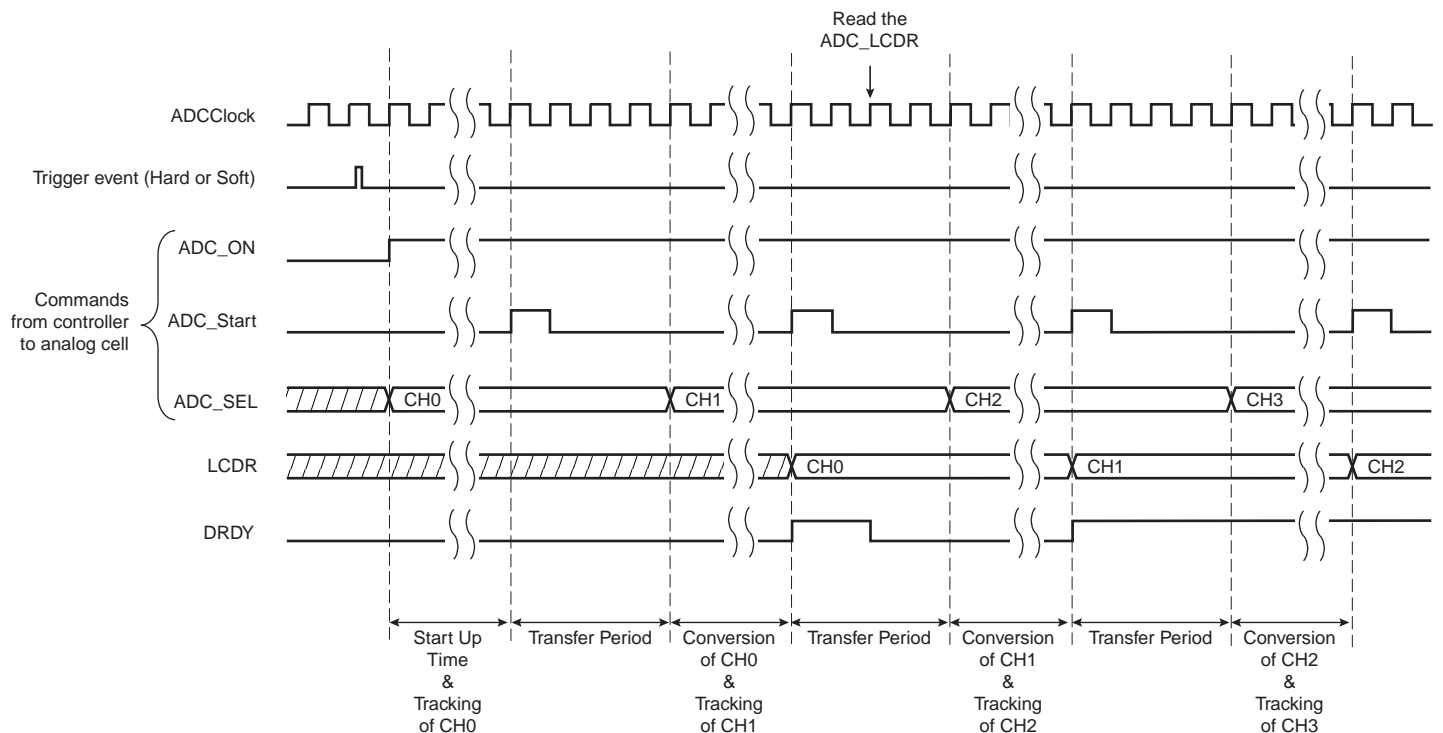 Read the
ADC_LCDR
ADCClock
Trigger event (Hard or Soft)
ADC_ON
Commands
from controller
to analog cell
ADC_Start
ADC_SEL
CH0
CH1
CH2
CH3
LCDR
CH0
CH1
CH2
DRDY
Start Up
Time
&
Tracking
of CH0
Transfer Period
Conversion
of CH0
&
Tracking
of CH1
Transfer Period
Conversion
of CH1
&
Tracking
of CH2
Transfer Period
Conversion
of CH2
&
Tracking
of CH3